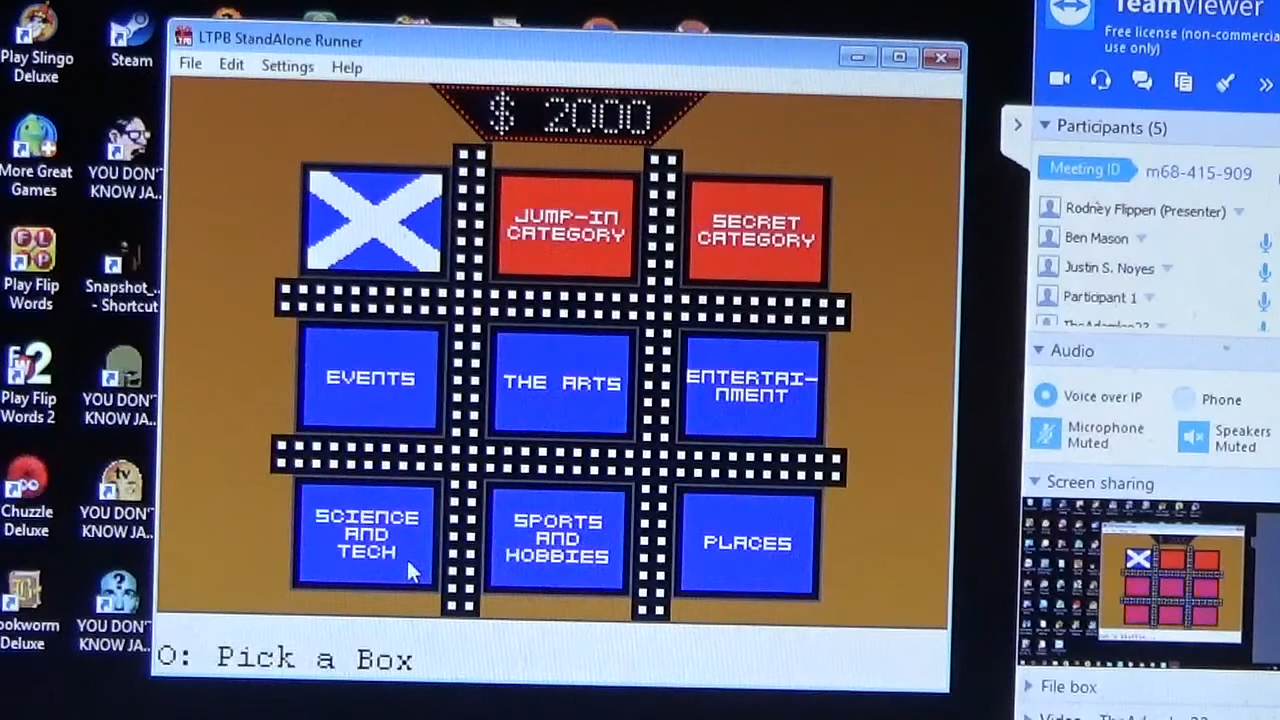 Play Slingo
Deluxe
Steam
More Great
Games
YOU DON'
KNOW JA..
Play Flip
Words
Snapshot_...
- Shortcut
Play Flip
Words 2
YOU DON'
KNOW JA...
Chuzzle
Deluxe
YOU DON'
KNOW JA...
ookworm
Deluxe
YOU DON'
KNOW JA...
LTPB StandAlone Runner
File Edit Settings Help
$ 2000
JUMP-IN
CATEGORY
SECRET
CATEGORY
EVENTS
THE ARTS
ENTERTAI-
NMENT
SCIENCE
AND
TECH
SPORTS
AND
HOBBIES
PLACES
O: Pick a Box
TeamViewer
Free license (non-commercia
use only)
Participants (5)
Meeting ID m68-415-909
Rodney Flippen (Presenter)
Ben Mason
Justin S. Noyes
Participant 1
Audio
Voice over IP
Phone
Microphone
Muted
Speakers
Muted
Screen sharing
File box